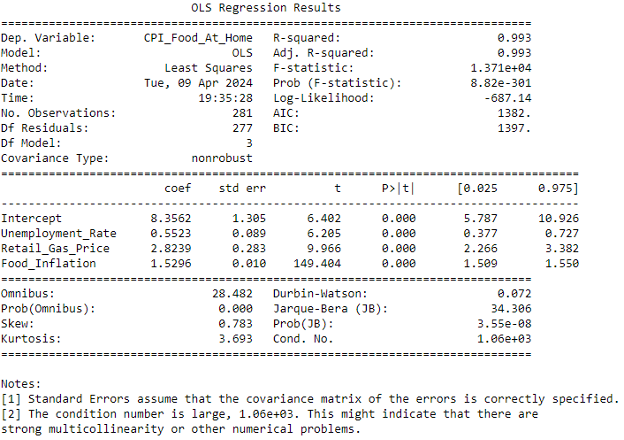 OLS Regression Results
==============================================================================
Dep. Variable: CPI_Food_At_Home R-squared: 0.993
Model: OLS Adj. R-squared: 0.993
Method: Least Squares F-statistic: 1.371e+04
Date: Tue, 09 Apr 2024 Prob (F-statistic): 8.82e-301
Time: 19:35:28 Log-Likelihood: -687.14
No. Observations: 281 AIC: 1382.
Df Residuals: 277 BIC: 1397.
Df Model: 3
Covariance Type: nonrobust
=====================================================================================
coef std err t P>|t| [0.025 0.975]
-------------------------------------------------------------------------------------
Intercept 8.3562 1.305 6.402 0.000 5.787 10.926
Unemployment_Rate 0.5523 0.089 6.205 0.000 0.377 0.727
Retail_Gas_Price 2.8239 0.283 9.966 0.000 2.266 3.382
Food_Inflation 1.5296 0.010 149.404 0.000 1.509 1.550
==============================================================================
Omnibus: 28.482 Durbin-Watson: 0.072
Prob(Omnibus): 0.000 Jarque-Bera (JB): 34.306
Skew: 0.783 Prob(JB): 3.55e-08
Kurtosis: 3.693 Cond. No. 1.06e+03
==============================================================================
Notes:
[1] Standard Errors assume that the covariance matrix of the errors is correctly specified.
[2] The condition number is large, 1.06e+03. This might indicate that there are
strong multicollinearity or other numerical problems.